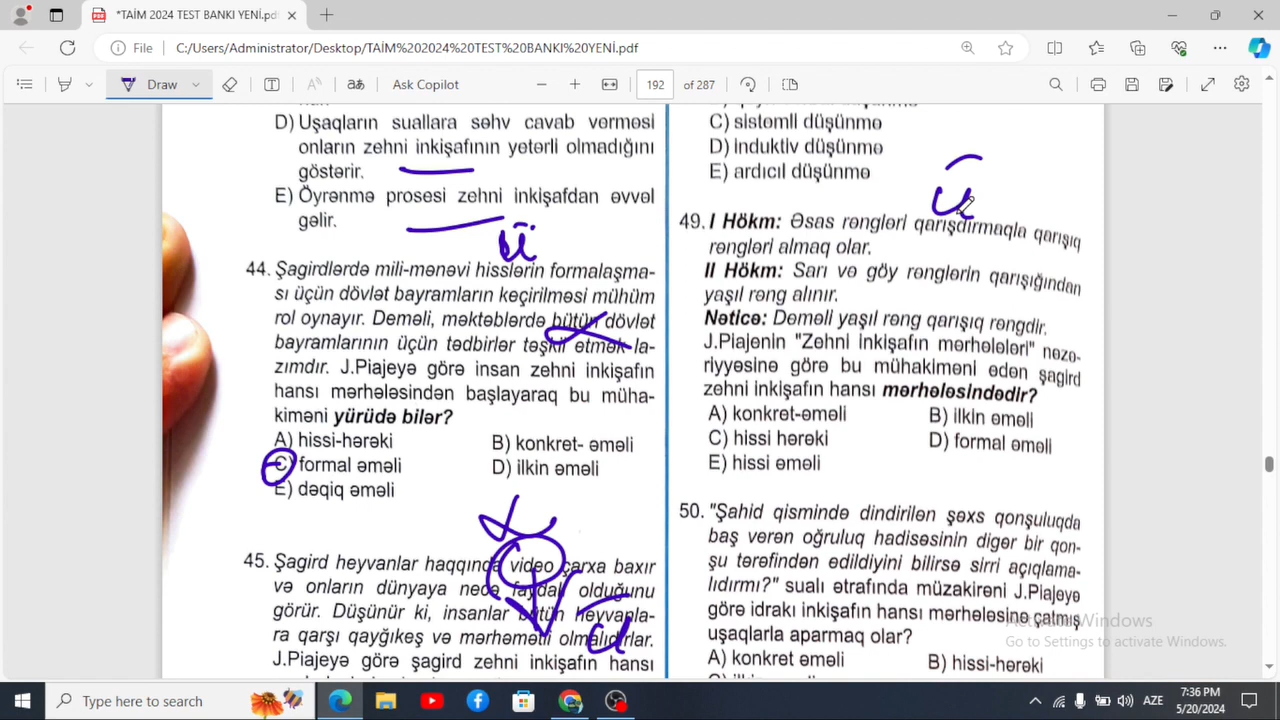 *TAİM 2024 TEST BANKI YENİ.pdf
File C:/Users/Administrator/Desktop/TAİM%202024%20TEST%20BANKI%20YENİ.pdf
Draw Ask Copilot 192 of 287
D) Uşaqların suallara səhv cavab verməsi
onların zehni inkişafının yetərli olmadığını
göstərir.
E) Öyrənmə prosesi zehni inkişafdan əvvəl
gəlir.
ü
44. Şagirdlərdə mili-mənəvi hisslərin formalaşma-
sı üçün dövlət bayramların keçirilməsi mühüm
rol oynayır. Deməli, məktəblərdə bütün dövlət
bayramlarının üçün tədbirlər təşkil etmək la-
zımdır. J.Piajeyə görə insan zehni inkişafın
hansı mərhələsindən başlayaraq bu müha-
kiməni yürüdə bilər?
A) hissi-hərəki B) konkret- əməli
C) formal əməli D) ilkin əməli
E) dəqiq əməli
45. Şagird heyvanlar haqqında video çarxa baxır
və onların dünyaya necə faydalı olduğunu
görür. Düşünür ki, insanlar bütün heyvanla-
ra qarşı qayğıkeş və mərhəmətli olmalıdırlar.
J.Piajeyə görə şagird zehni inkişafın hansı
C) sistemli düşünmə
D) induktiv düşünmə
E) ardıcıl düşünmə
49. I Hökm: Əsas rəngləri qarışdırmaqla qarışıq
rəngləri almaq olar.
II Hökm: Sarı və göy rənglərin qarışığından
yaşıl rəng alınır.
Nəticə: Deməli yaşıl rəng qarışıq rəngdir.
J.Piajenin "Zehni inkişafın mərhələləri" nəzə-
riyyəsinə görə bu mühakiməni edən şagird
zehni inkişafın hansı mərhələsindədir?
A) konkret-əməli B) ilkin əməli
C) hissi hərəki D) formal əməli
E) hissi əməli
50. "Şahid qismində dindirilən şəxs qonşuluqda
baş verən oğruluq hadisəsinin digər bir qon-
şu tərəfindən edildiyini bilirsə sirri açıqlama-
lıdırmı?" sualı ətrafında müzakirəni J.Piajeyə
görə idrakı inkişafın hansı mərhələsinə çatmış
uşaqlarla aparmaq olar?
A) konkret əməli B) hissi-hərəki
Activate Windows
Go to Settings to activate Windows.
Type here to search
AZE
7:36 PM
5/20/2024